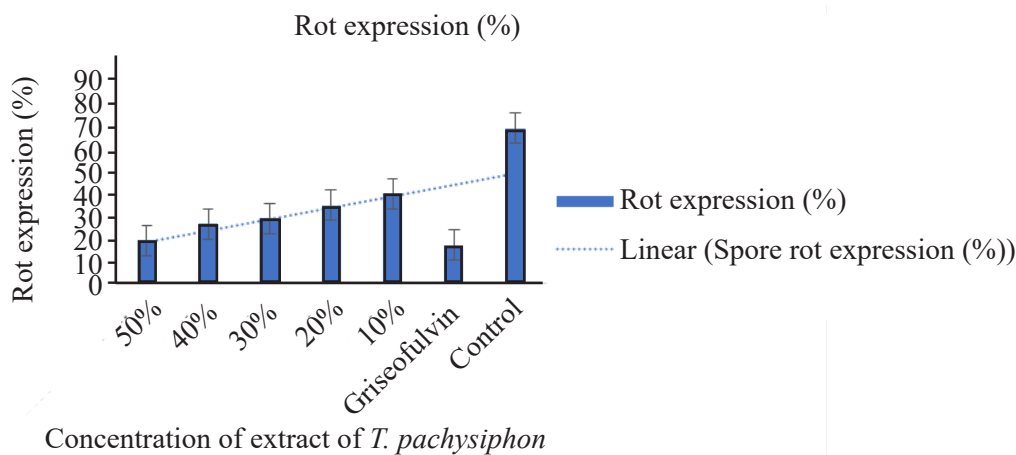 Rot expression (%)
Rot expression (%)
90
80
70
60
50
40
30
20
10
0
50%
40%
30%
20%
10%
Griseofulvin
Control
Concentration of extract of T. pachysiphon
Rot expression (%)
Linear (Spore rot expression (%))